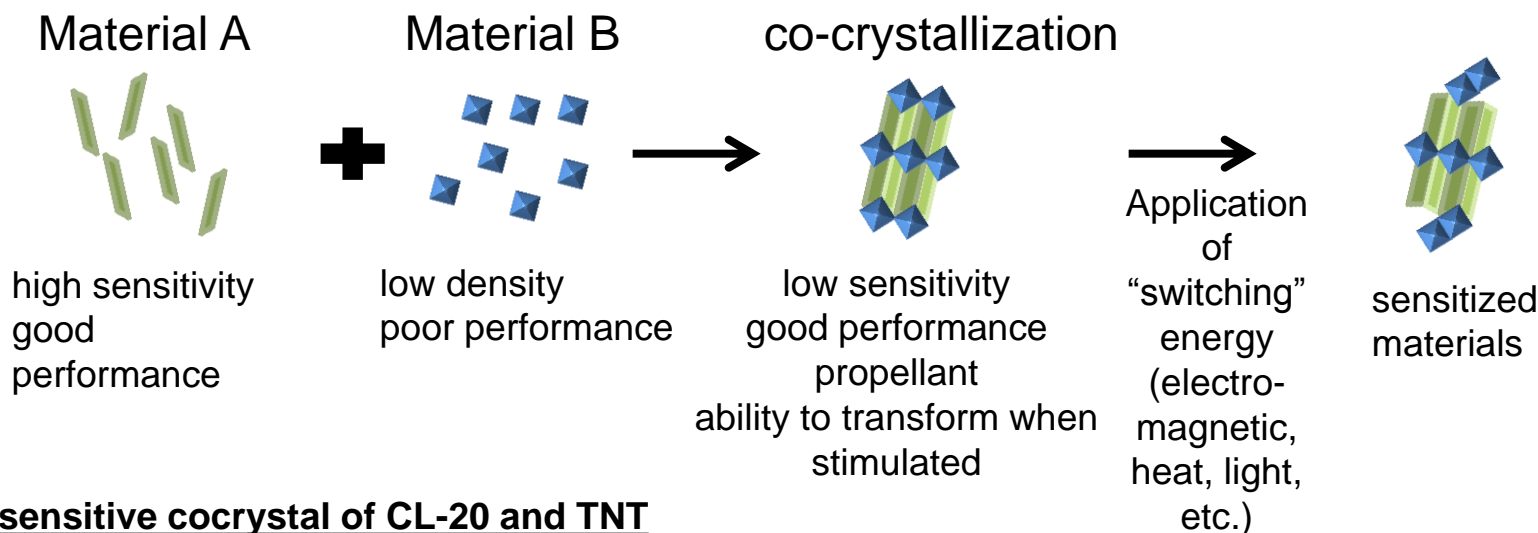 Material A
Material B
co-crystallization
high sensitivity
good
performance
low density
poor performance
low sensitivity
good performance
propellant
ability to transform when
stimulated
Application
of
“switching”
energy
(electro-
magnetic,
heat, light,
etc.)
sensitized
materials
sensitive cocrystal of CL-20 and TNT